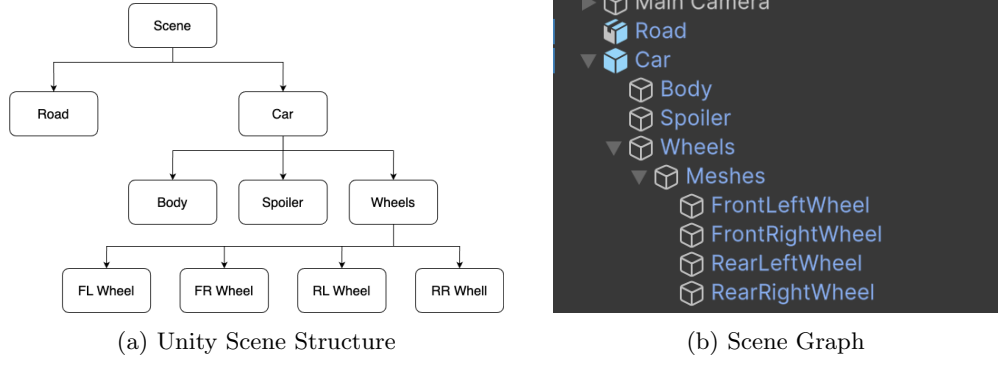 Scene
Road
Car
Body
Spoiler
Wheels
FL Wheel
FR Wheel
RL Wheel
RR Whell
(a) Unity Scene Structure
Main Camera
Road
Car
Body
Spoiler
Wheels
Meshes
FrontLeftWheel
FrontRightWheel
RearLeftWheel
RearRightWheel
(b) Scene Graph